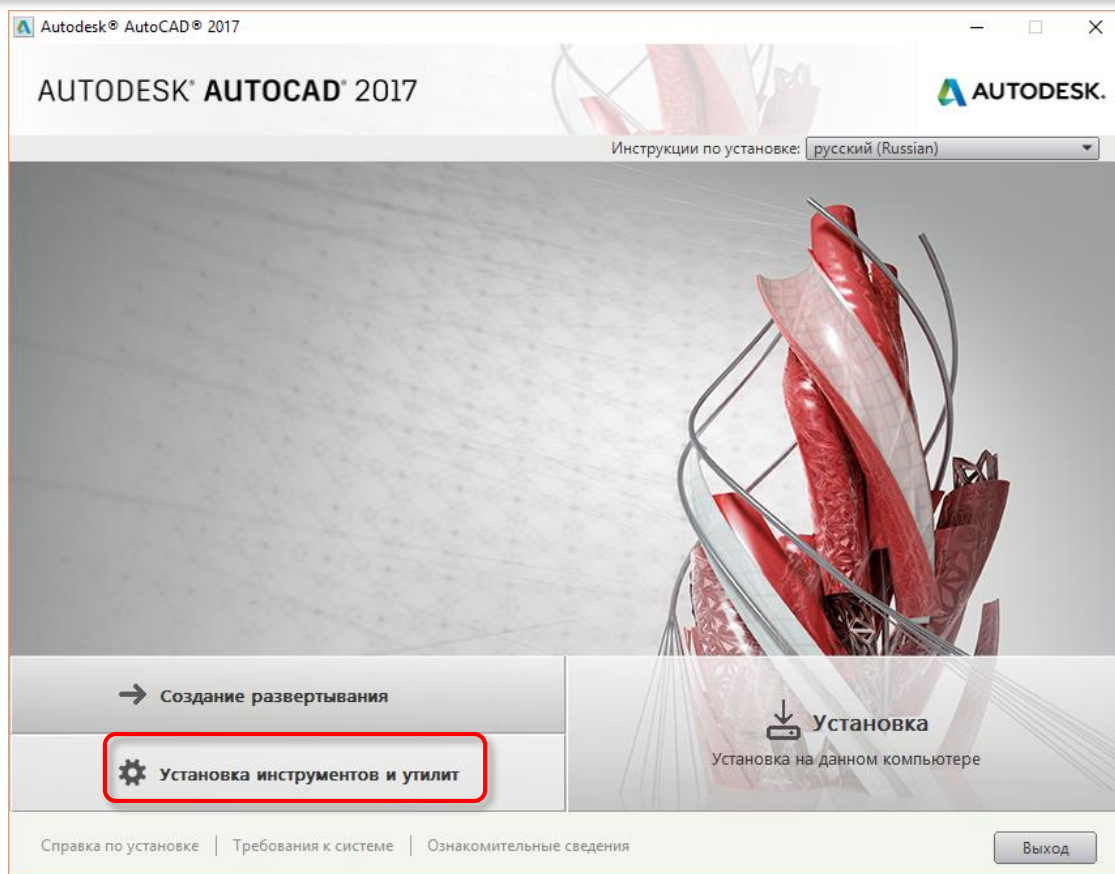 Autodesk® AutoCAD® 2017
AUTODESK® AUTOCAD® 2017
AUTODESK.
Инструкции по установке: русский (Russian)
Создание развертывания
Установка инструментов и утилит
Установка
Установка на данном компьютере
Справка по установке | Требования к системе | Ознакомительные сведения
Выход